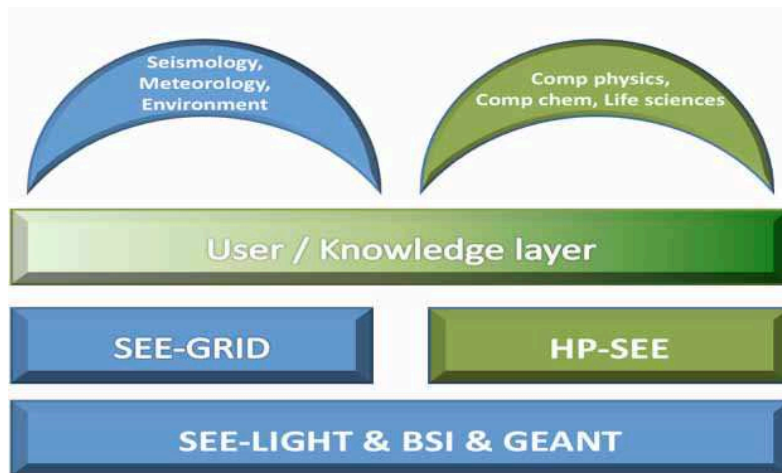 Seismology,
Meteorology,
Environment
Comp physics,
Comp chem, Life sciences
User / Knowledge layer
SEE-GRID
HP-SEE
SEE-LIGHT & BSI & GEANT